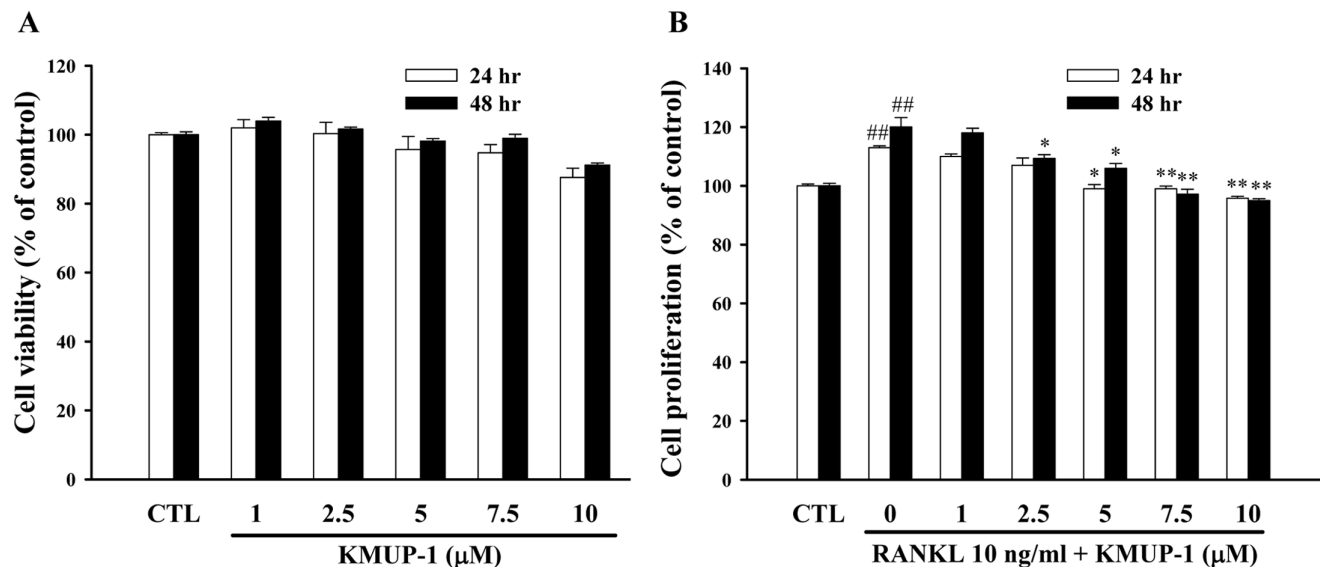 A
Cell viability (% of control)
120
100
80
60
40
20
0
24 hr
48 hr
CTL 1 2.5 5 7.5 10
KMUP-1 (μM)
B
Cell proliferation (% of control)
140
120
100
80
60
40
20
0
24 hr
48 hr
## ## * * * ** ** ** **
CTL 0 1 2.5 5 7.5 10
RANKL 10 ng/ml + KMUP-1 (μM)